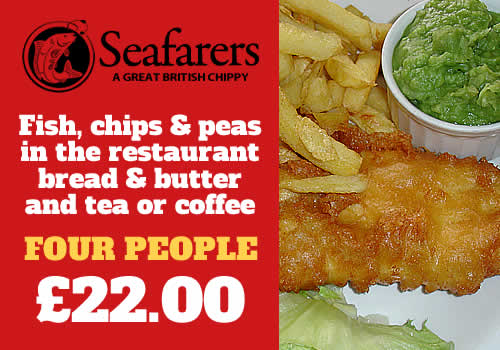 Seafarers
A GREAT BRITISH CHIPPY
Fish, chips & peas
in the restaurant
bread & butter
and tea or coffee
FOUR PEOPLE
£22.00